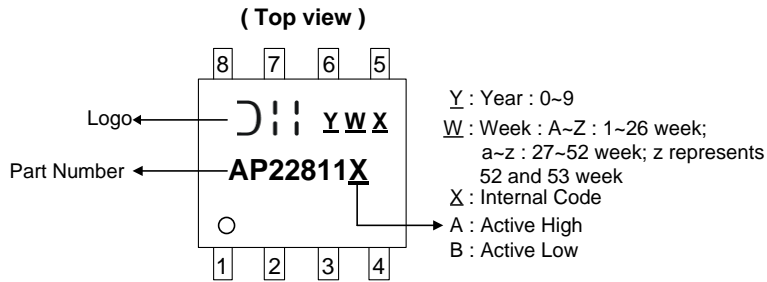 ( Top view )
8 7 6 5
Logo
Y W X
Part Number
AP22811X
1 2 3 4
Y : Year : 0~9
W : Week : A~Z : 1~26 week;
a~z : 27~52 week; z represents
52 and 53 week
X : Internal Code
A : Active High
B : Active Low